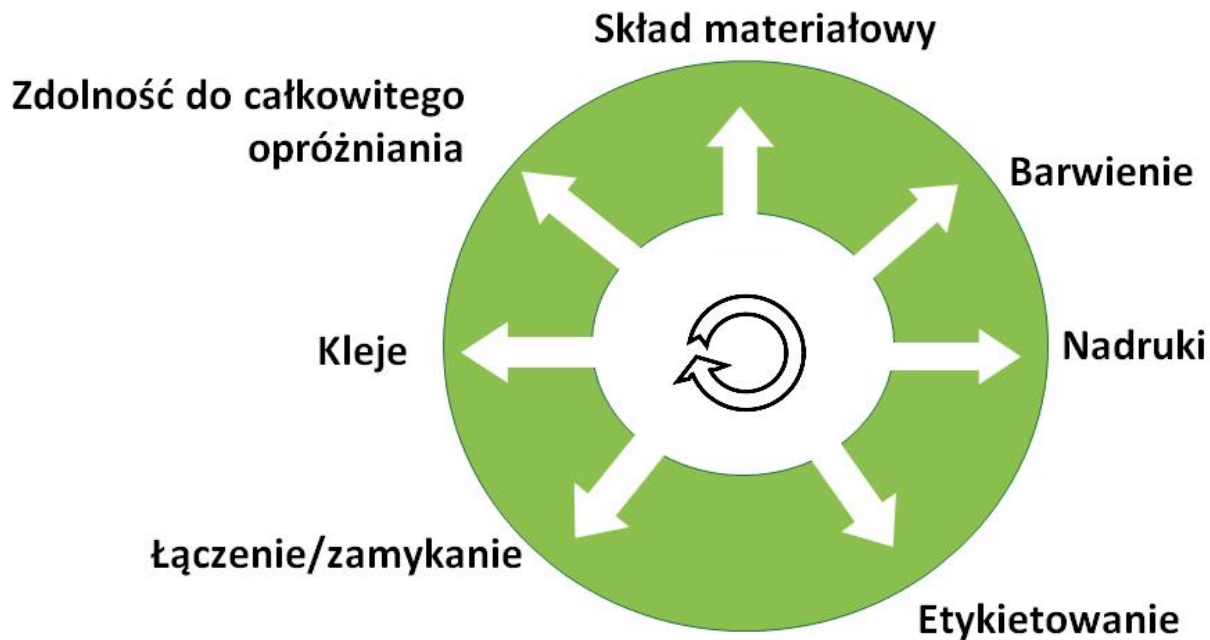 Skład materiałowy
Zdolność do całkowitego
opróżniania
Barwienie
Kleje
Nadruki
Łączenie/zamykanie
Etykietowanie